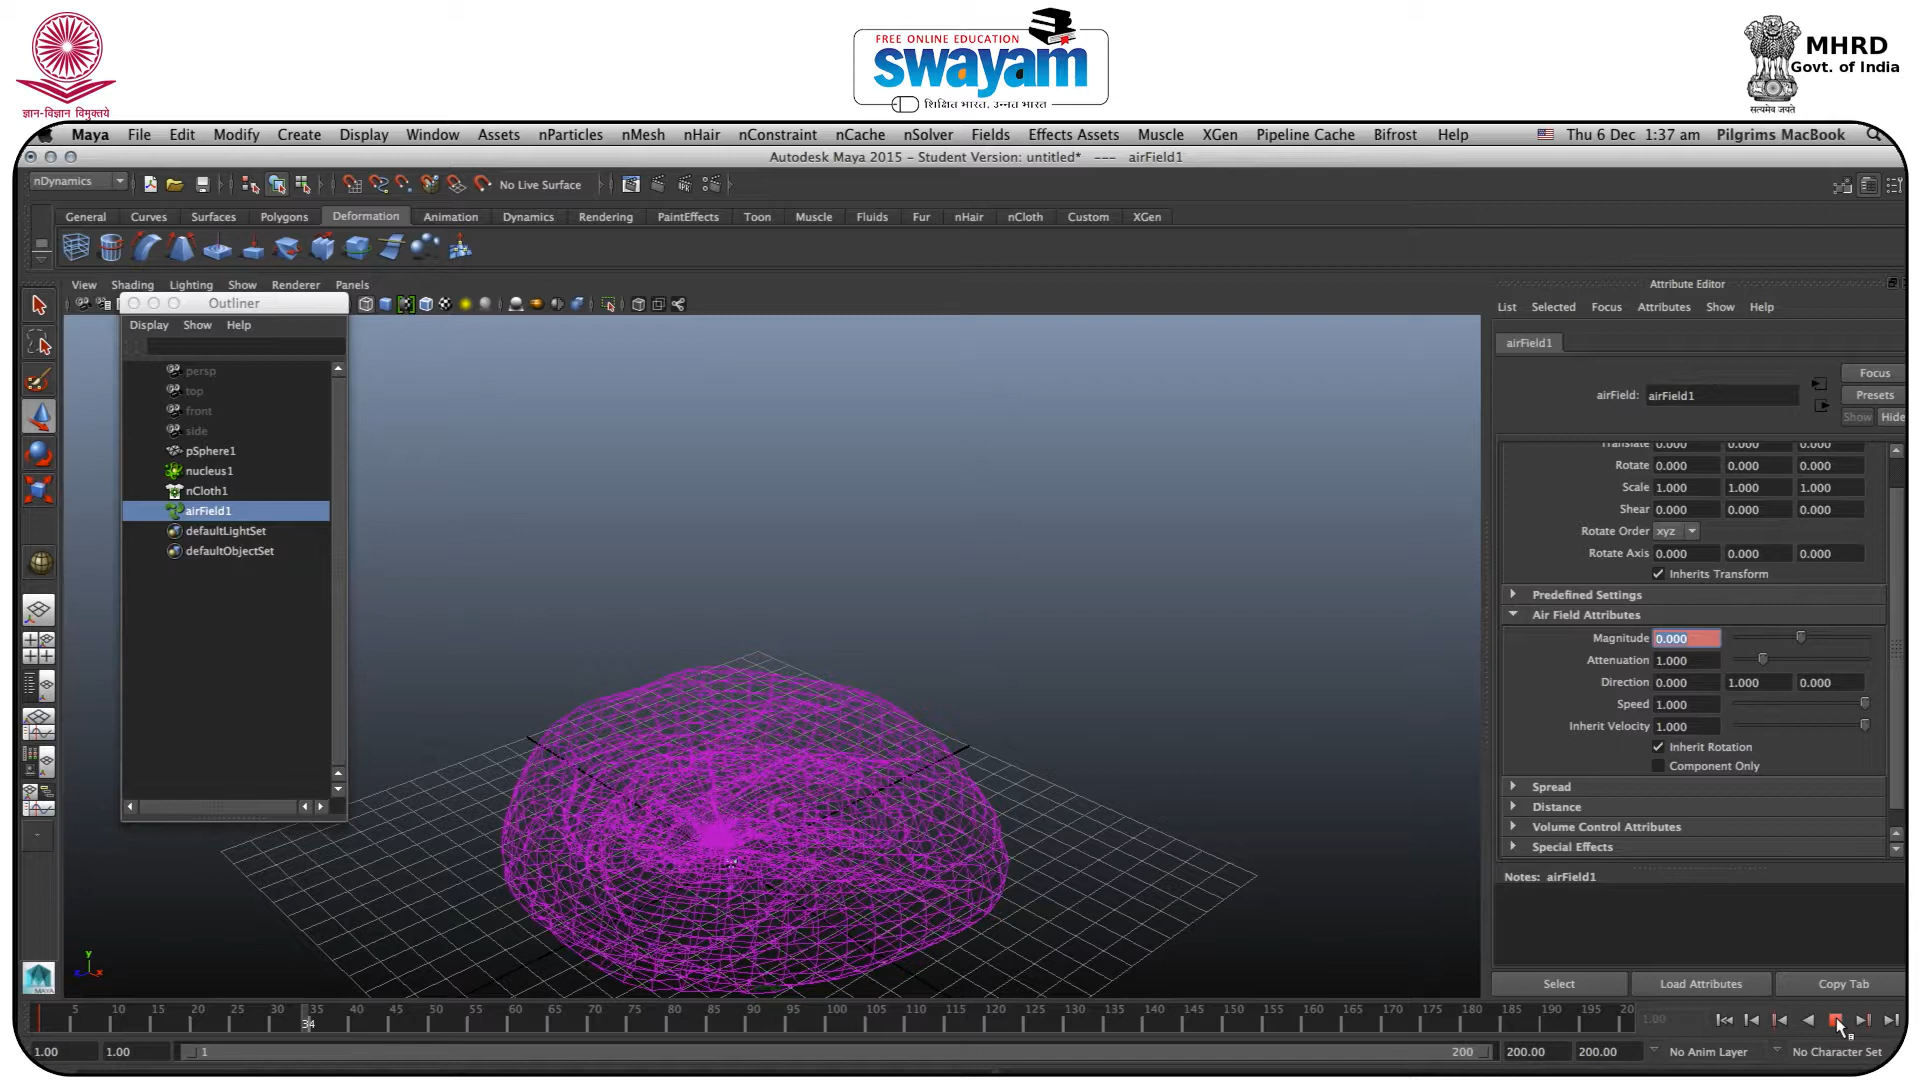 ज्ञान-विज्ञान विमुक्तये
FREE ONLINE EDUCATION
swayam
शिक्षित भारत, उन्नत भारत
MHRD
Govt. of India
सत्यमेव जयते
Maya File Edit Modify Create Display Window Assets nParticles nMesh nHair nConstraint nCache nSolver Fields Effects Assets Muscle XGen Pipeline Cache Bifrost Help Thu 6 Dec 1:37 am Pilgrims MacBook
Autodesk Maya 2015 - Student Version: untitled* --- airField1
nDynamics No Live Surface
General Curves Surfaces Polygons Deformation Animation Dynamics Rendering PaintEffects Toon Muscle Fluids Fur nHair nCloth Custom XGen
View Shading Lighting Show Renderer Panels
Outliner
Display Show Help
persp
top
front
side
pSphere1
nucleus1
nCloth1
airField1
defaultLightSet
defaultObjectSet
Attribute Editor
List Selected Focus Attributes Show Help
airField1
Focus
airField: airField1 Presets
Show Hide
Translate 0.000 0.000 0.000
Rotate 0.000 0.000 0.000
Scale 1.000 1.000 1.000
Shear 0.000 0.000 0.000
Rotate Order xyz
Rotate Axis 0.000 0.000 0.000
Inherits Transform
Predefined Settings
Air Field Attributes
Magnitude 0.000
Attenuation 1.000
Direction 0.000 1.000 0.000
Speed 1.000
Inherit Velocity 1.000
Inherit Rotation
Component Only
Spread
Distance
Volume Control Attributes
Special Effects
Notes: airField1
Select Load Attributes Copy Tab
y
z x
MAYA
5 10 15 20 25 30 35 40 45 50 55 60 65 70 75 80 85 90 95 100 105 110 115 120 125 130 135 140 145 150 155 160 165 170 175 180 185 190 195 20
34
1.00
1.00 1.00 1 200 200.00 200.00 No Anim Layer No Character Set